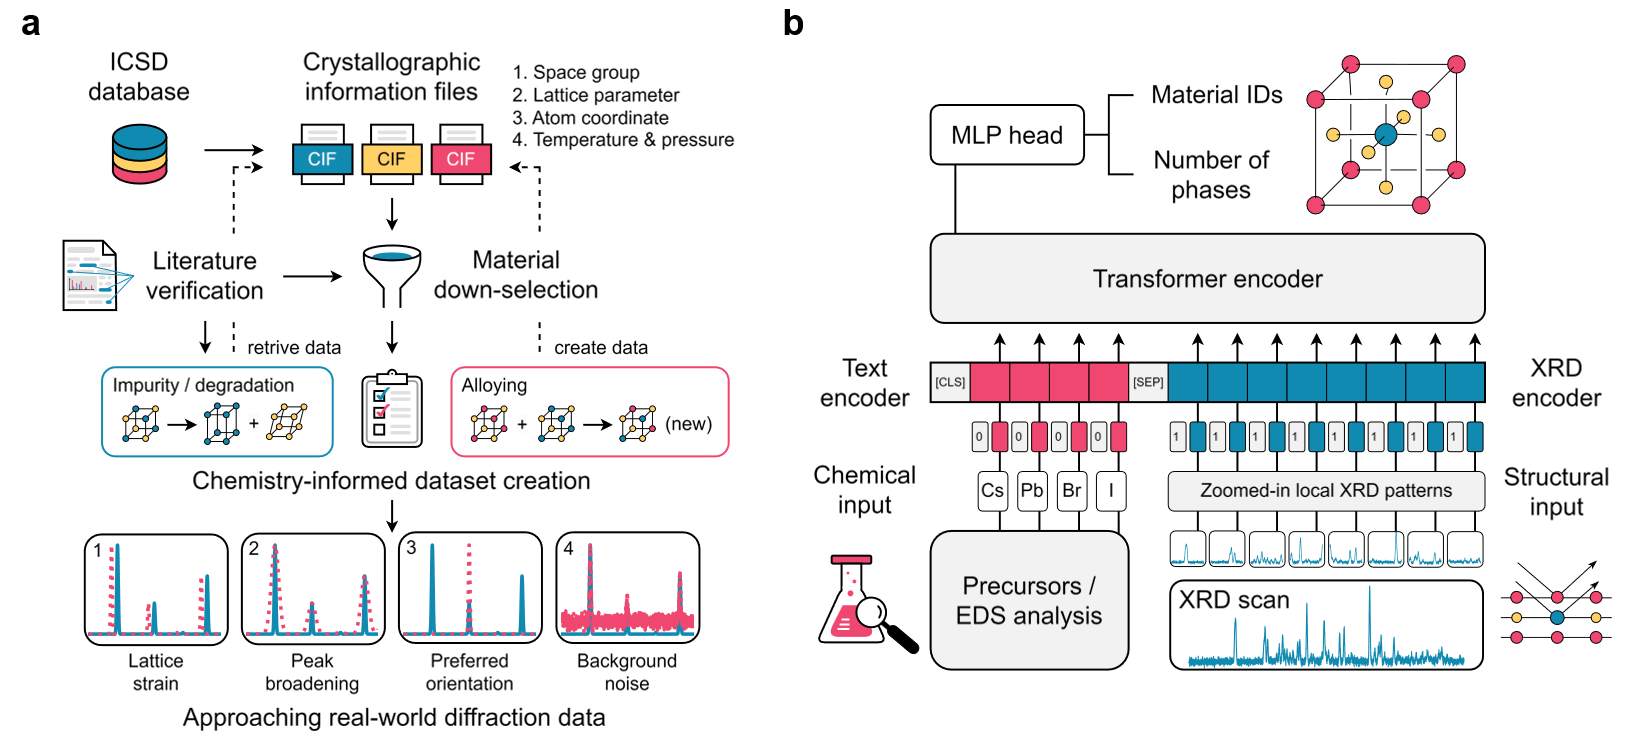 a
ICSD
database
Crystallographic
information files
1. Space group
2. Lattice parameter
3. Atom coordinate
4. Temperature & pressure
CIF
CIF
CIF
Literature
verification
Material
down-selection
retrive data
create data
Impurity / degradation
+
Alloying
+
(new)
Chemistry-informed dataset creation
1
2
3
4
Lattice
strain
Peak
broadening
Preferred
orientation
Background
noise
Approaching real-world diffraction data
b
MLP head
Material IDs
Number of
phases
Transformer encoder
Text
encoder
[CLS]
[SEP]
XRD
encoder
0 0 0 0 1 1 1 1 1 1 1 1
Chemical
input
Cs Pb Br I
Zoomed-in local XRD patterns
Structural
input
Precursors /
EDS analysis
XRD scan